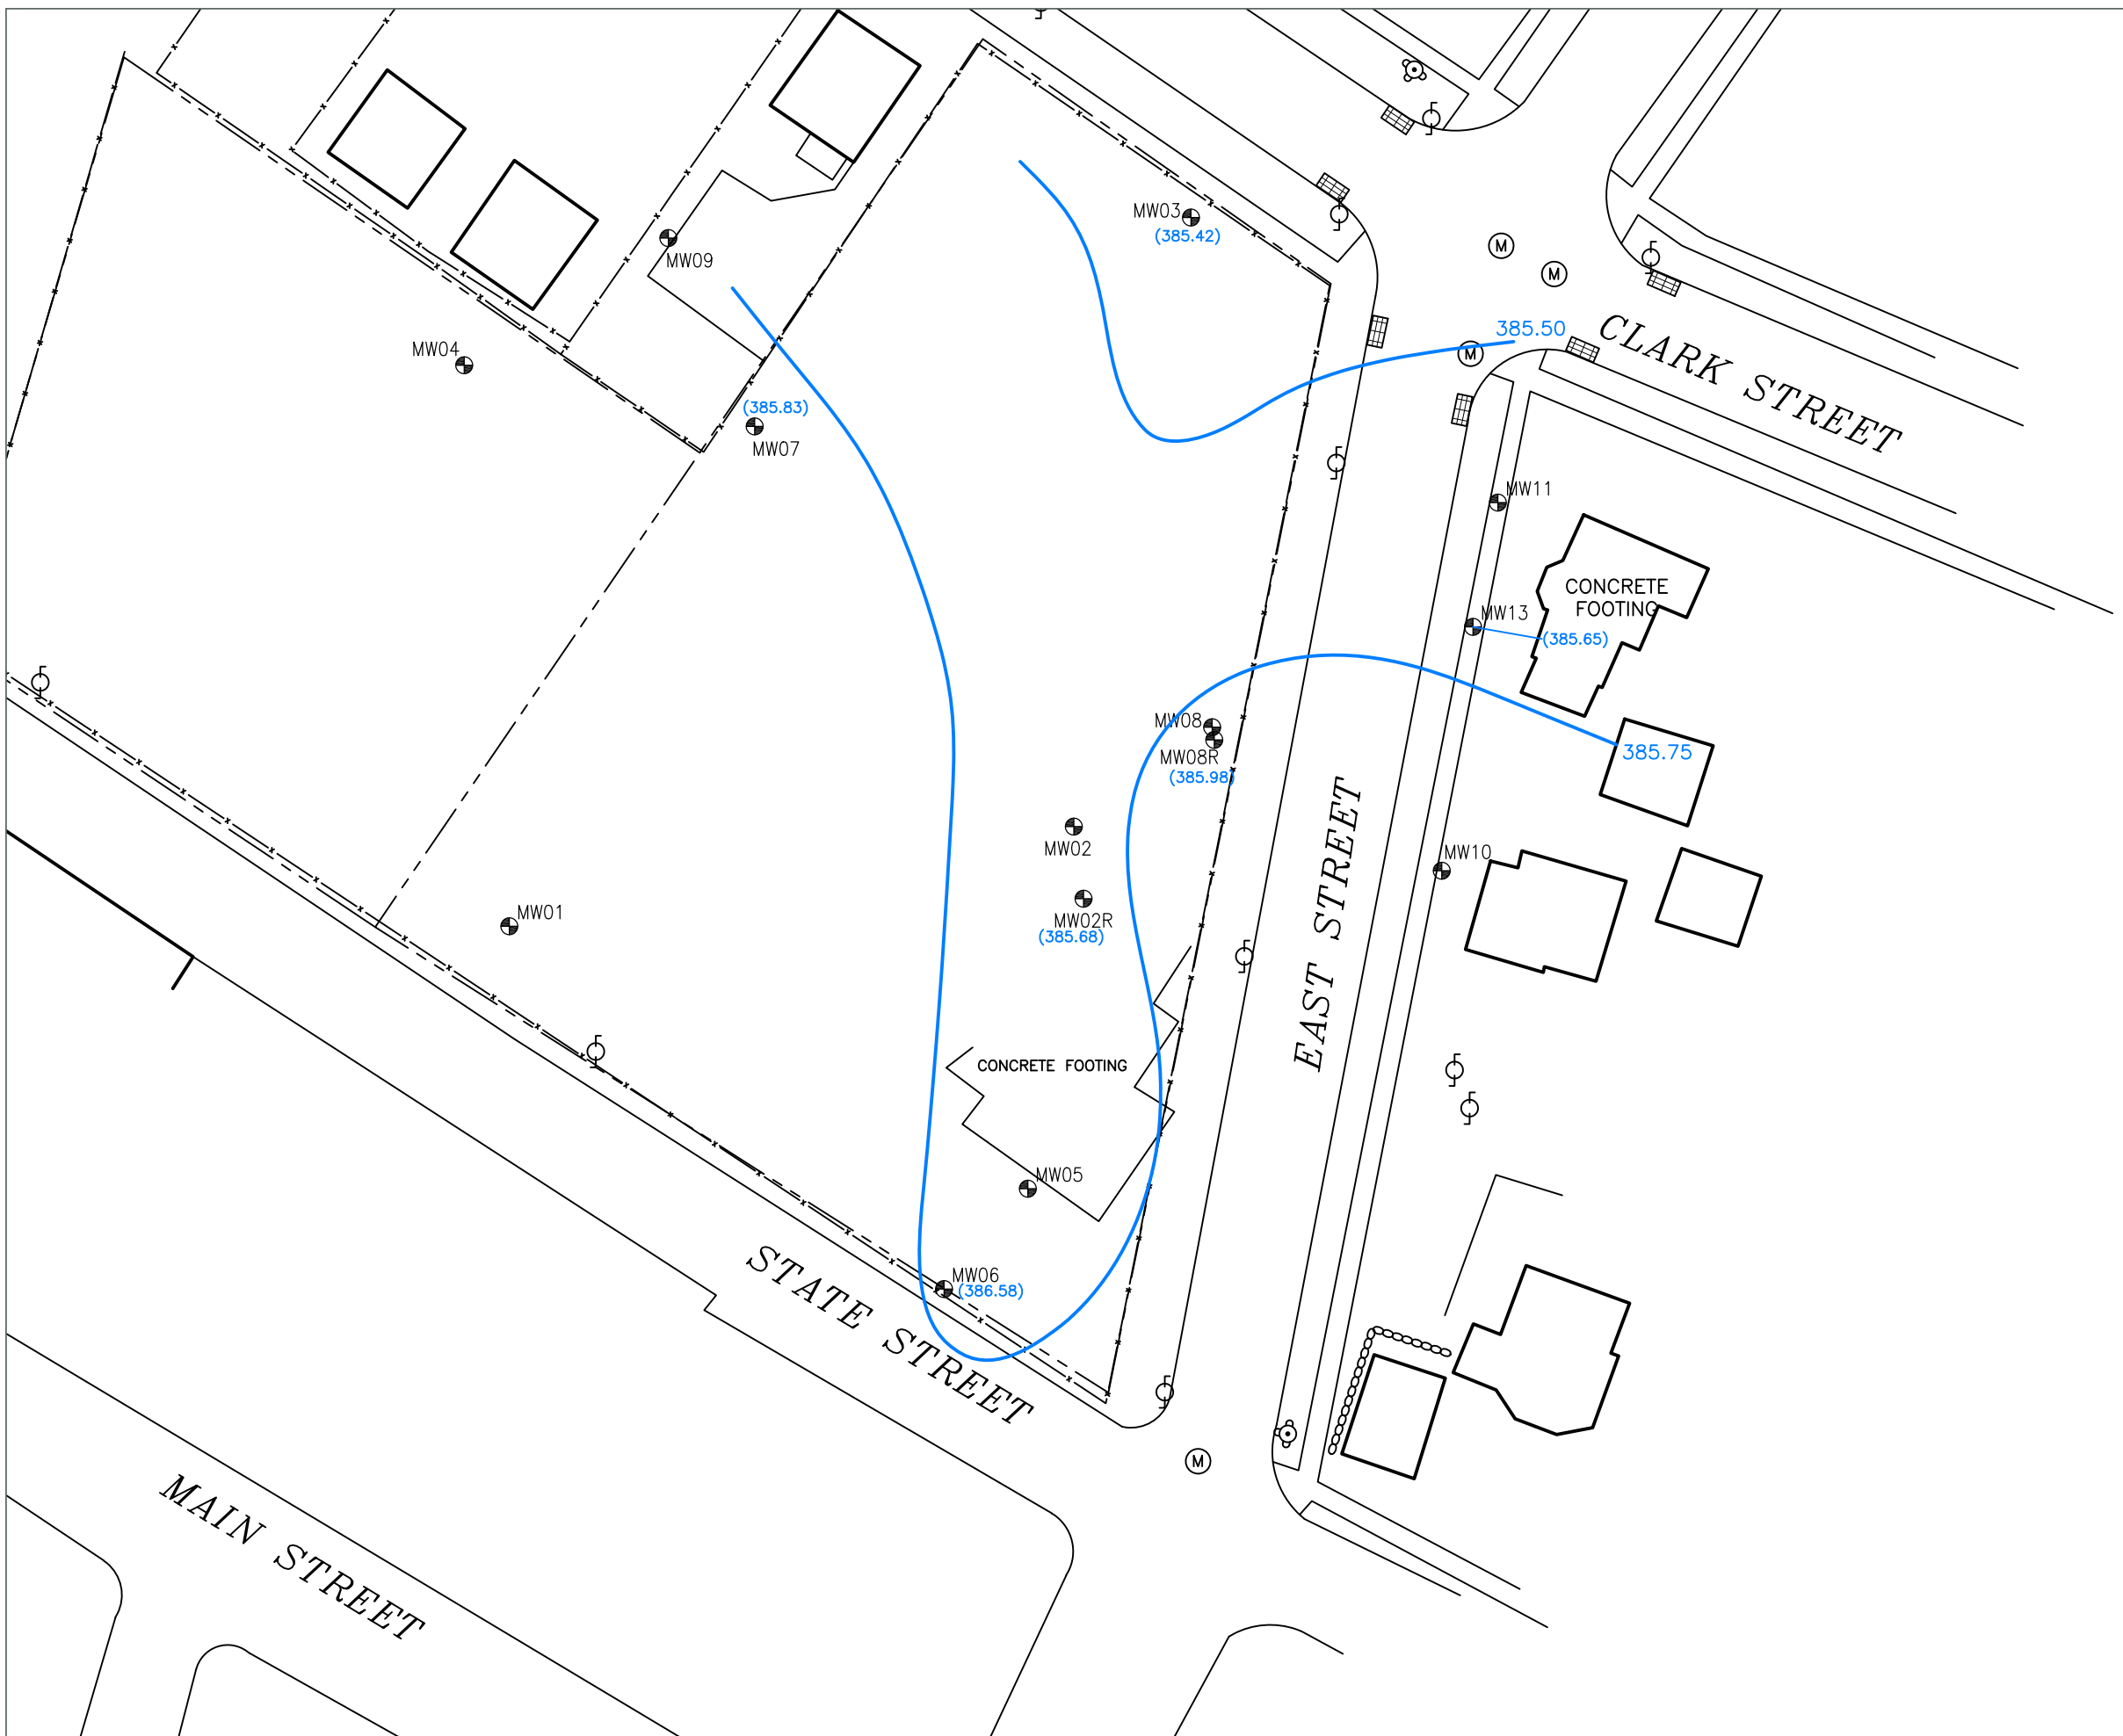 MW03
(385.42)
MW09
M
M
385.50
M
CLARK STREET
MW04
(385.83)
MW07
MW11
CONCRETE
FOOTING
MW13
(385.65)
MW08
MW08R
(385.98)
385.75
MW02
MW10
MW01
MW02R
(385.68)
EAST STREET
CONCRETE FOOTING
MW05
MW06
(386.58)
STATE STREET
M
MAIN STREET